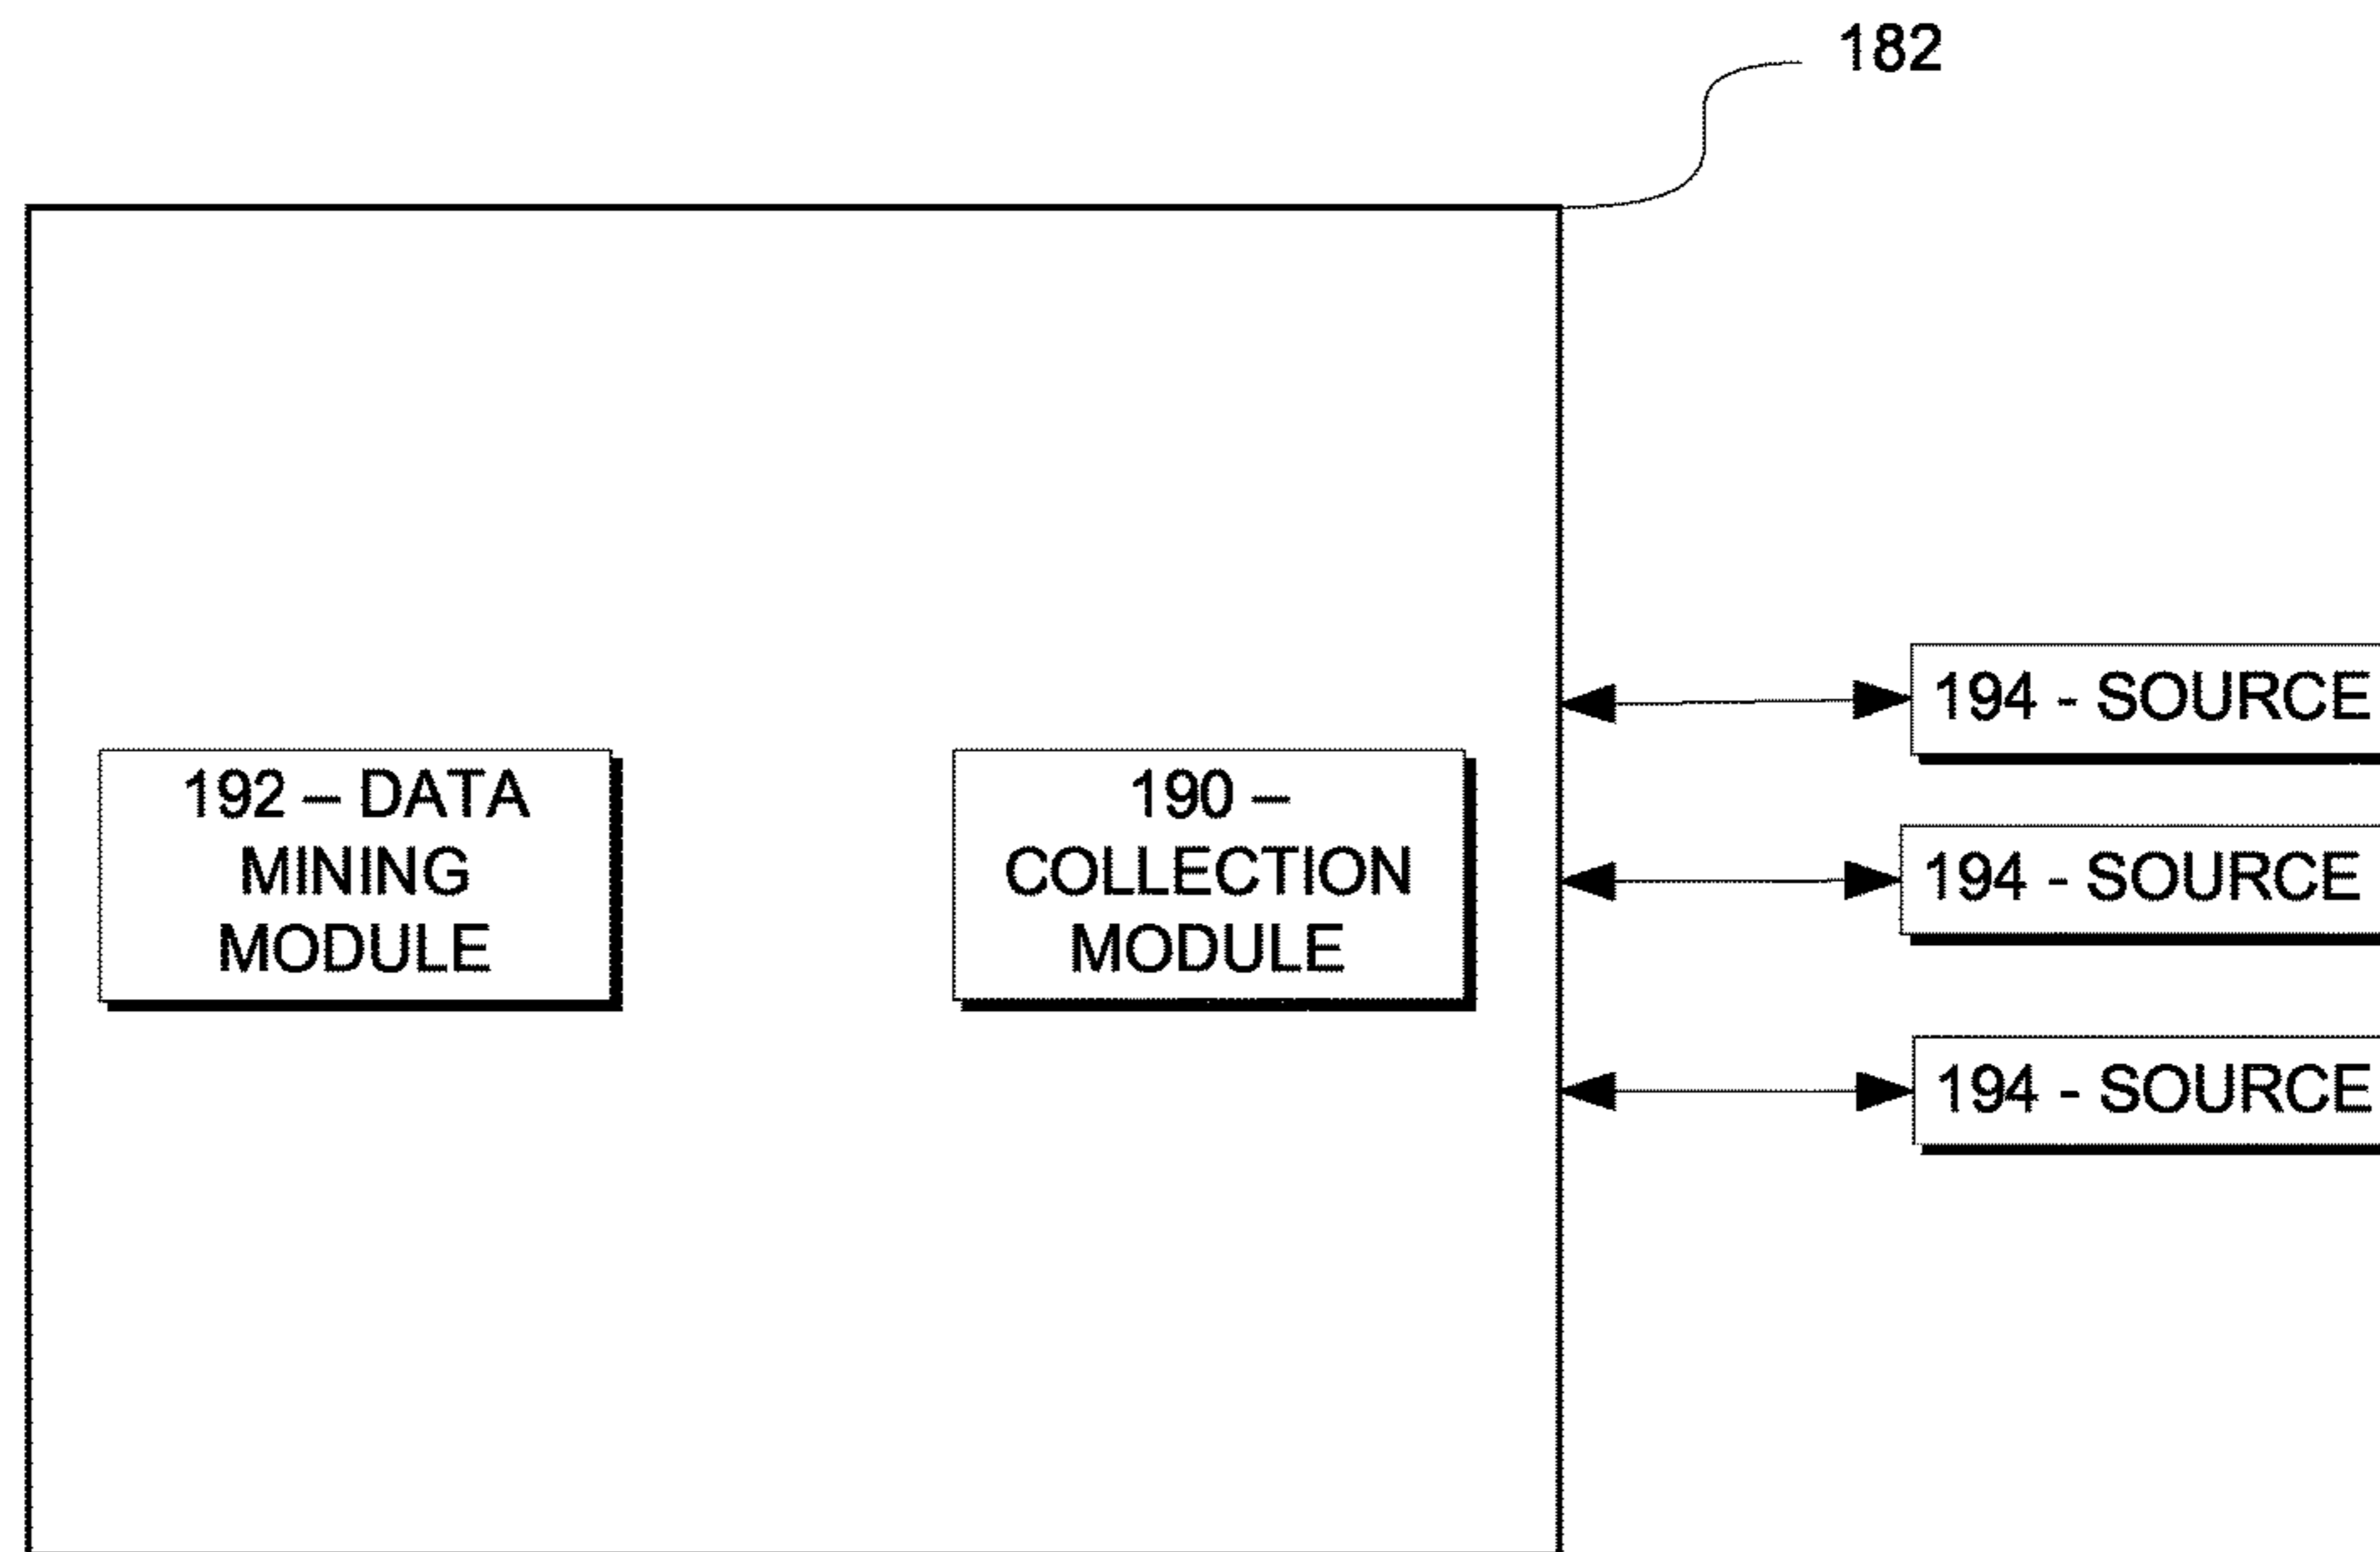 182
194 - SOURCE
192 – DATA
MINING
MODULE
190 –
COLLECTION
MODULE
194 - SOURCE
194 - SOURCE